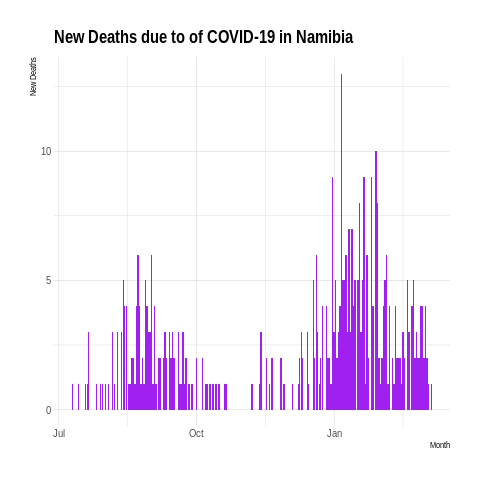 New Deaths due to of COVID-19 in Namibia
New Deaths
10
5
0
Jul Oct Jan
Month